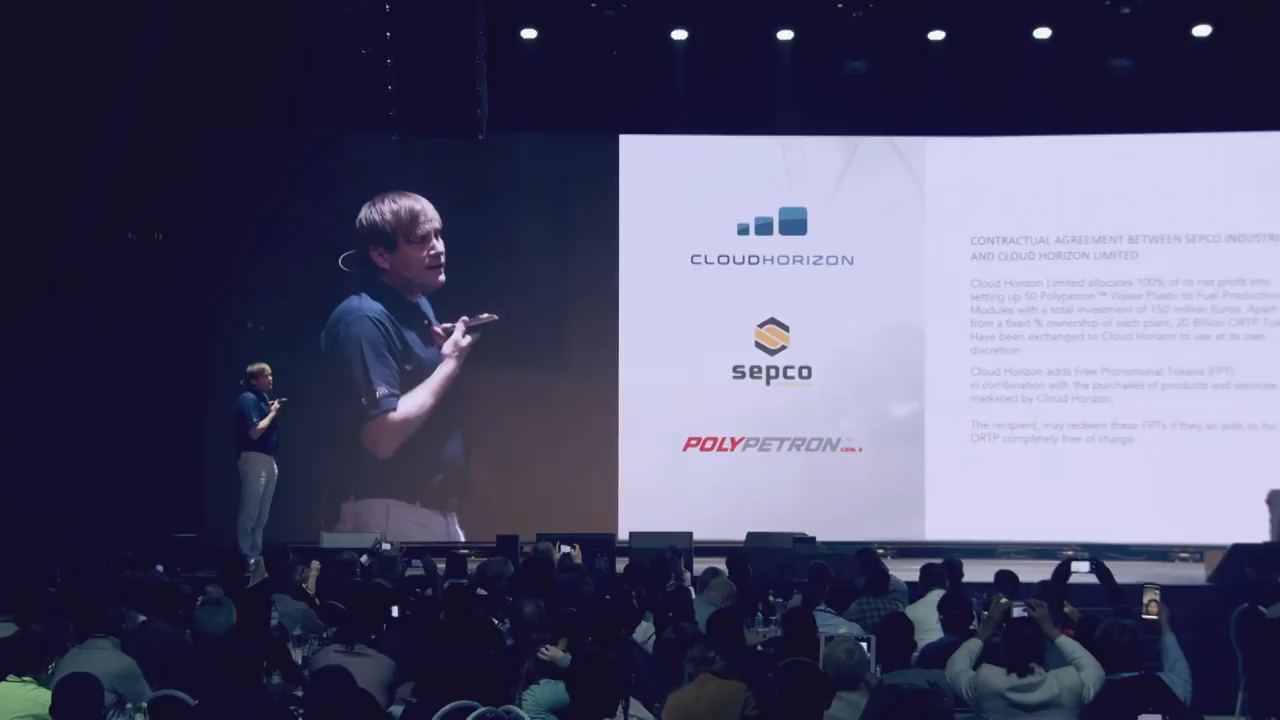 CLOUDHORIZON
sepco
POLYPETRON
CONTRACTUAL AGREEMENT BETWEEN SEPCO
AND CLOUD HORIZON LIMITED
Cloud Horizon Limited allocates 100% of its net profit into
setting up 50 Polypetron™ Waste Plastic to Fuel Production
Modules with a total investment of 150 million Euros. Apart
from a fixed % ownership of each plant, 20 Billion ORTP
Have been exchanged to Cloud Horizon to use at its own
discretion.
Cloud Horizon adds Free Promotional Tokens (FPT)
in combination with the purchases of products and services
marketed by Cloud Horizon.
The recipient, may redeem these FPTs if they so wish to
ORTP completely free of charge